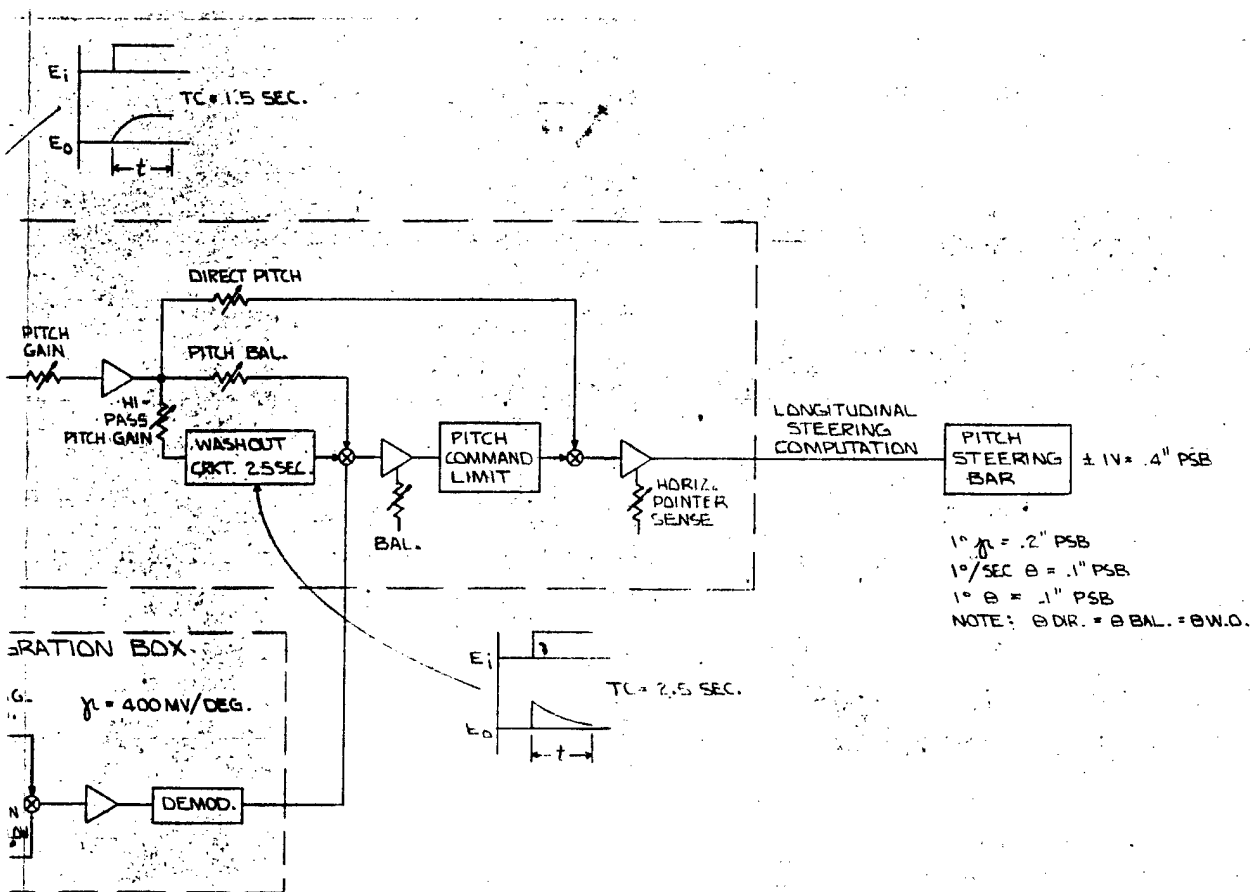 Ei
TC = 1.5 SEC.
Eo
t
DIRECT PITCH
PITCH
GAIN
PITCH BAL.
HI-
PASS
PITCH GAIN
WASHOUT
CRKT. 2.5 SEC.
PITCH
COMMAND
LIMIT
BAL.
HORIZ.
POINTER
SENSE
LONGITUDINAL
STEERING
COMPUTATION
PITCH
STEERING
BAR
± 1V = .4" PSB
1° = .2" PSB
1°/SEC θ = .1" PSB
1° θ = .1" PSB
NOTE: θ DIR. = θ BAL. = θ W.O.
GRATION BOX
G.
= 400 MV/DEG.
Ei
TC = 2.5 SEC.
Eo
t
N
DEMOD.